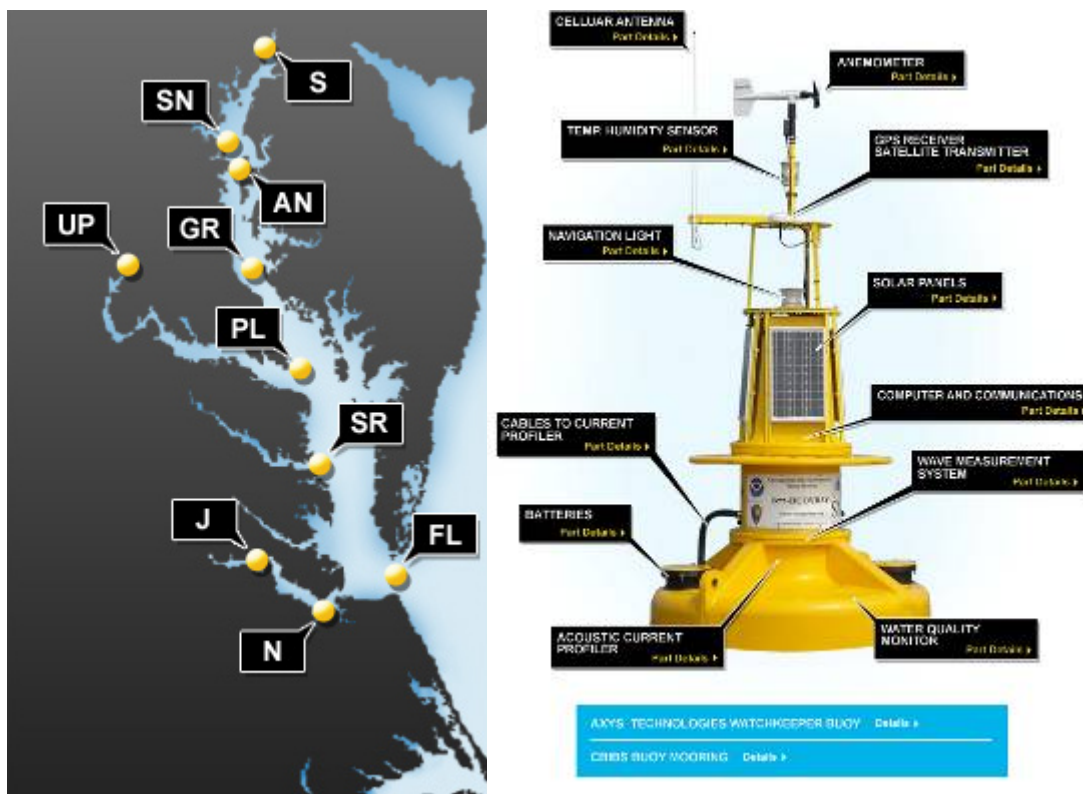 S
SN
AN
UP
GR
PL
SR
J
FL
N
CELLUAR ANTENNA
Part Details
ANEMOMETER
Part Details
TEMP. HUMIDITY SENSOR
Part Details
GPS RECEIVER
SATELLITE TRANSMITTER
Part Details
NAVIGATION LIGHT
Part Details
SOLAR PANELS
Part Details
COMPUTER AND COMMUNICATIONS
Part Details
CABLES TO CURRENT
PROFILER
Part Details
WAVE MEASUREMENT
SYSTEM
Part Details
BATTERIES
Part Details
ACOUSTIC CURRENT
PROFILER
Part Details
WATER QUALITY
MONITOR
Part Details
AXYS TECHNOLOGIES WATCHKEEPER BUOY Details
CBIBS BUOY MOORING Details